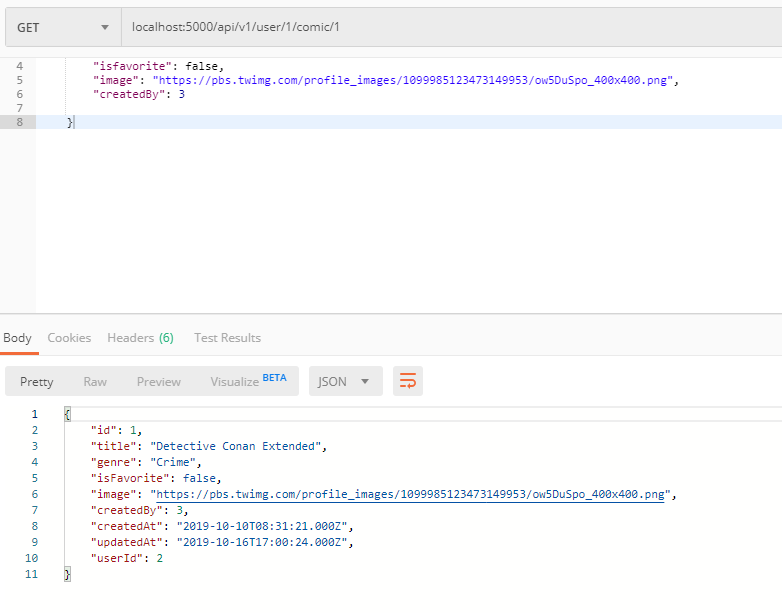 GET localhost:5000/api/v1/user/1/comic/1
4 "isfavorite": false,
5 "image": "https://pbs.twimg.com/profile_images/1099985123473149953/ow5DuSpo_400x400.png",
6 "createdBy": 3
7
8 }
Body Cookies Headers (6) Test Results
Pretty Raw Preview Visualize BETA JSON
1 {
2 "id": 1,
3 "title": "Detective Conan Extended",
4 "genre": "Crime",
5 "isFavorite": false,
6 "image": "https://pbs.twimg.com/profile_images/1099985123473149953/ow5DuSpo_400x400.png",
7 "createdBy": 3,
8 "createdAt": "2019-10-10T08:31:21.000Z",
9 "updatedAt": "2019-10-16T17:00:24.000Z",
10 "userId": 2
11 }